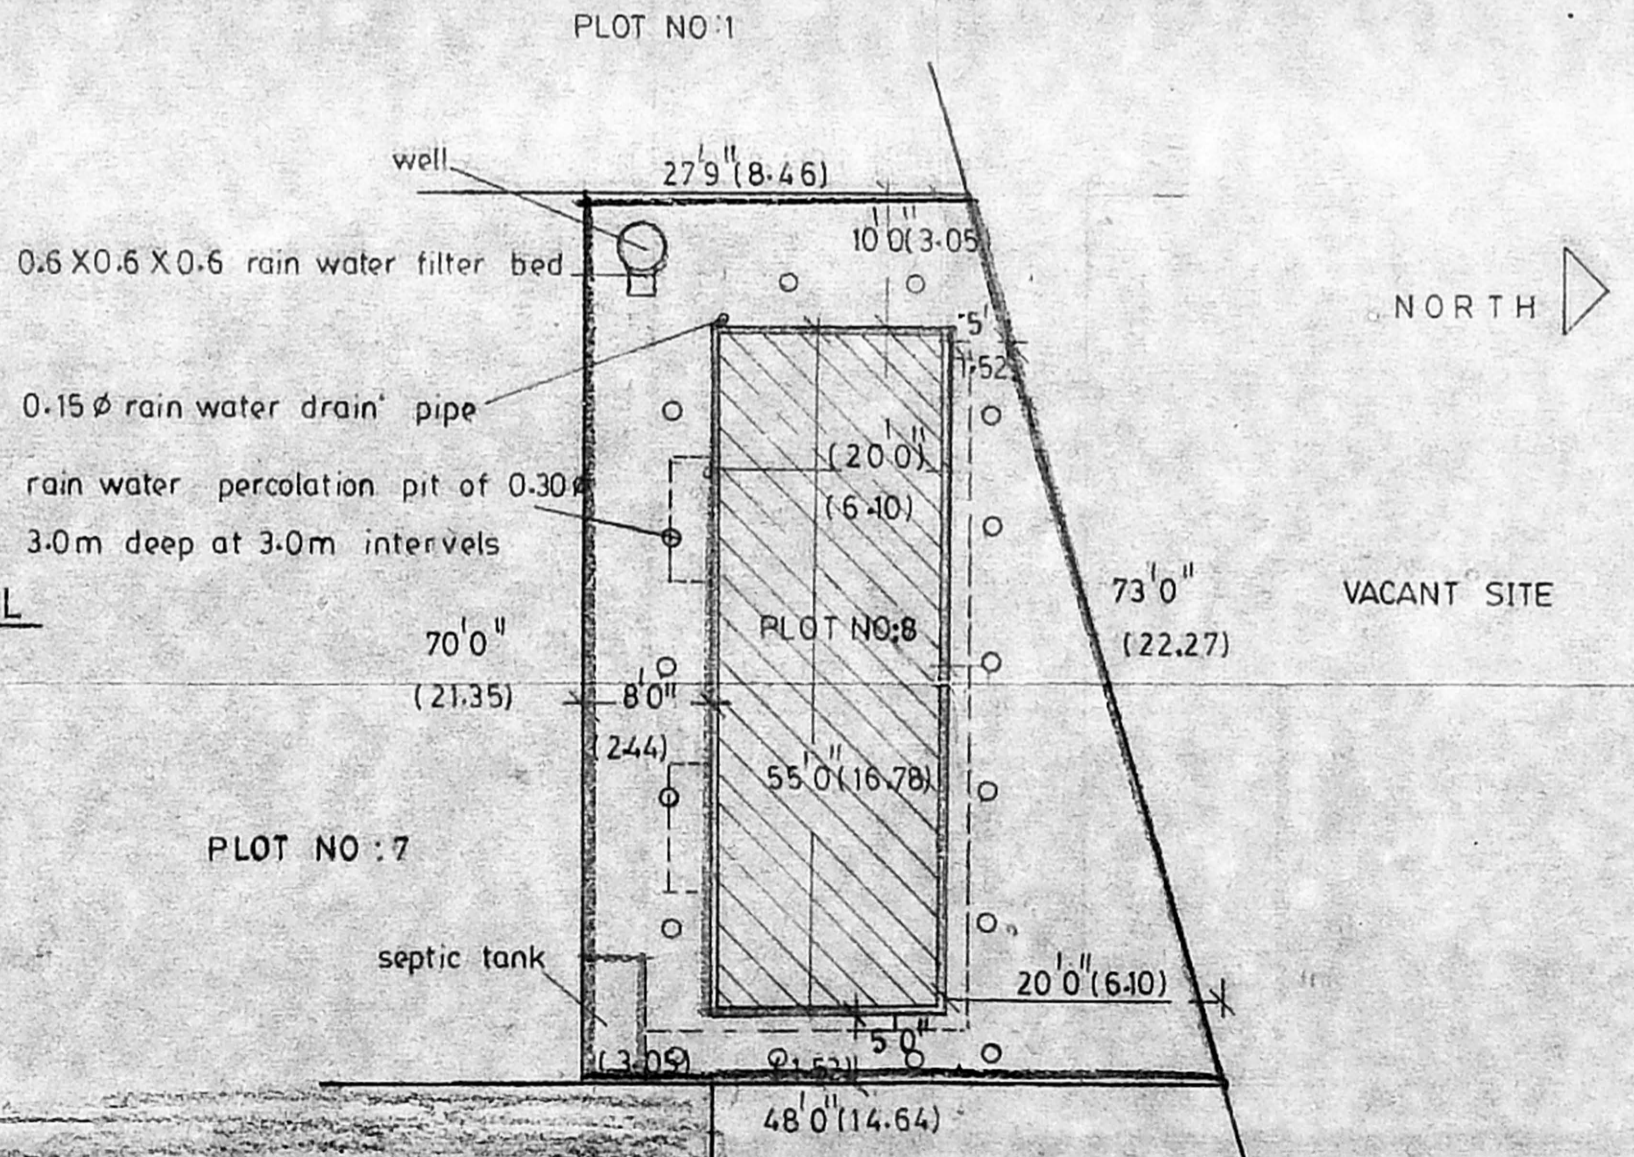 PLOT NO:1
well
27'9"(8.46)
10'0"(3.05)
0.6 X0.6 X0.6 rain water filter bed
NORTH
5'
1.52
0.15 ø rain water drain' pipe
(20'0")
(6.10)
rain water percolation pit of 0.30ø
3.0m deep at 3.0m intervels
L
73'0"
(22.27)
VACANT SITE
70'0"
(21.35)
PLOT NO:8
8'0"
(2.44)
55'0"(16.78)
PLOT NO:7
septic tank
20'0"(6.10)
5'0"
(3.05)
(1.52)
48'0"(14.64)